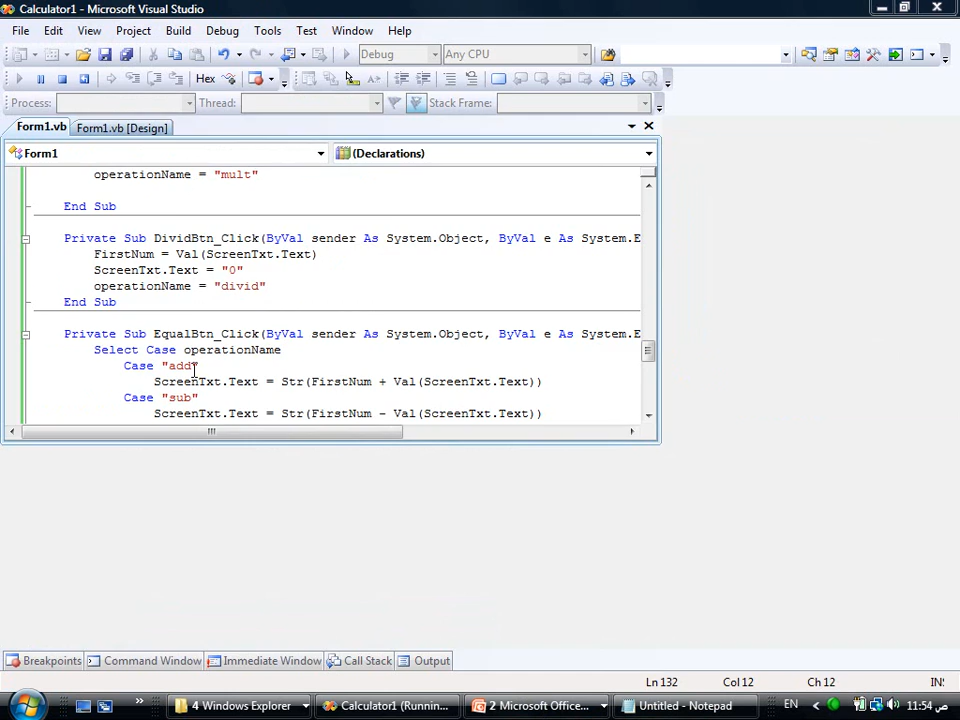 Calculator1 - Microsoft Visual Studio
File Edit View Project Build Debug Tools Test Window Help
Debug Any CPU
Hex
Process: Thread: Stack Frame:
Form1.vb Form1.vb [Design]
Form1 (Declarations)
operationName = "mult"
End Sub
Private Sub DividBtn_Click(ByVal sender As System.Object, ByVal e As System.E
FirstNum = Val(ScreenTxt.Text)
ScreenTxt.Text = "0"
operationName = "divid"
End Sub
Private Sub EqualBtn_Click(ByVal sender As System.Object, ByVal e As System.E
Select Case operationName
Case "add"
ScreenTxt.Text = Str(FirstNum + Val(ScreenTxt.Text))
Case "sub"
ScreenTxt.Text = Str(FirstNum - Val(ScreenTxt.Text))
Breakpoints Command Window Immediate Window Call Stack Output
Ln 132 Col 12 Ch 12 INS
4 Windows Explorer Calculator1 (Runnin... 2 Microsoft Office... Untitled - Notepad EN 11:54 ص